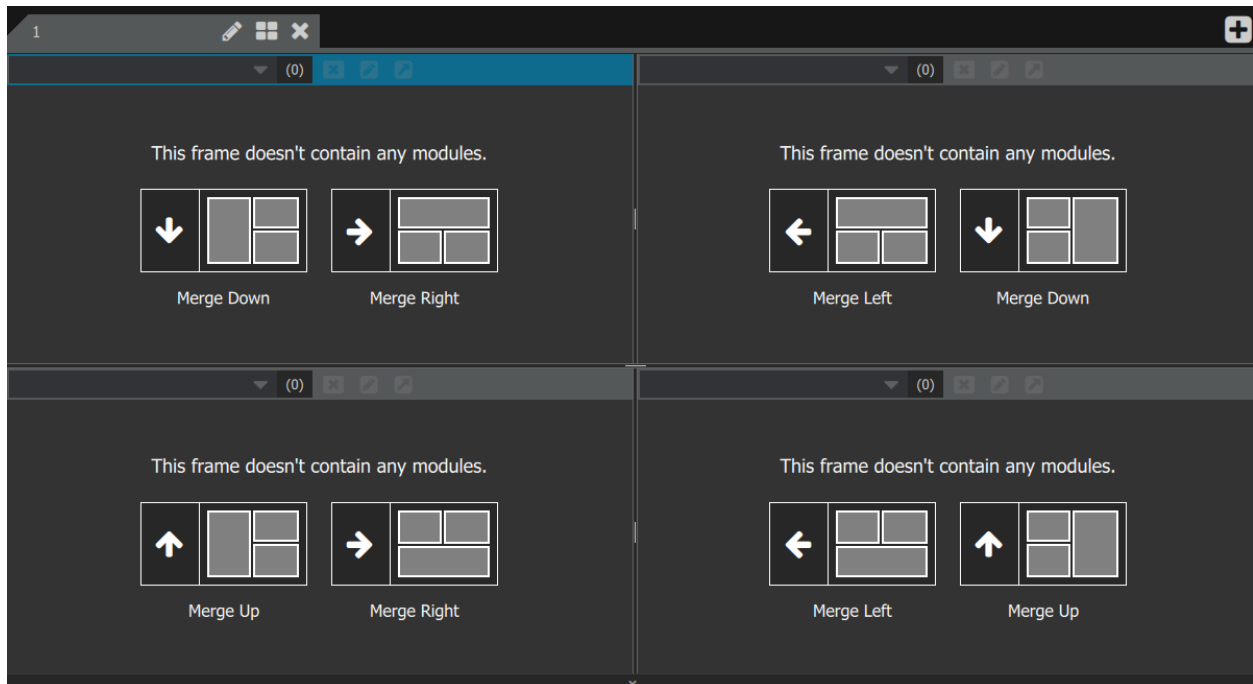 1
(0)
(0)
This frame doesn't contain any modules.
This frame doesn't contain any modules.
Merge Down
Merge Right
Merge Left
Merge Down
(0)
(0)
This frame doesn't contain any modules.
This frame doesn't contain any modules.
Merge Up
Merge Right
Merge Left
Merge Up